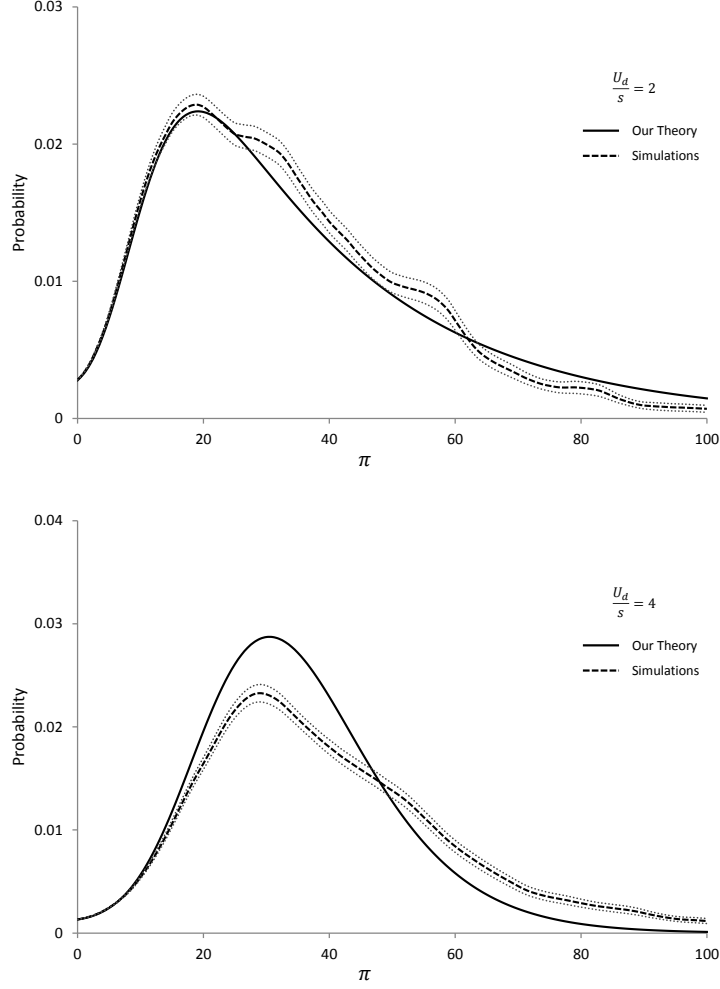 0.03
0.02
0.01
0
Probability
0 20 40 60 80 100
π
U_d/s = 2
Our Theory
Simulations
0.04
0.03
0.02
0.01
0
Probability
0 20 40 60 80 100
π
U_d/s = 4
Our Theory
Simulations